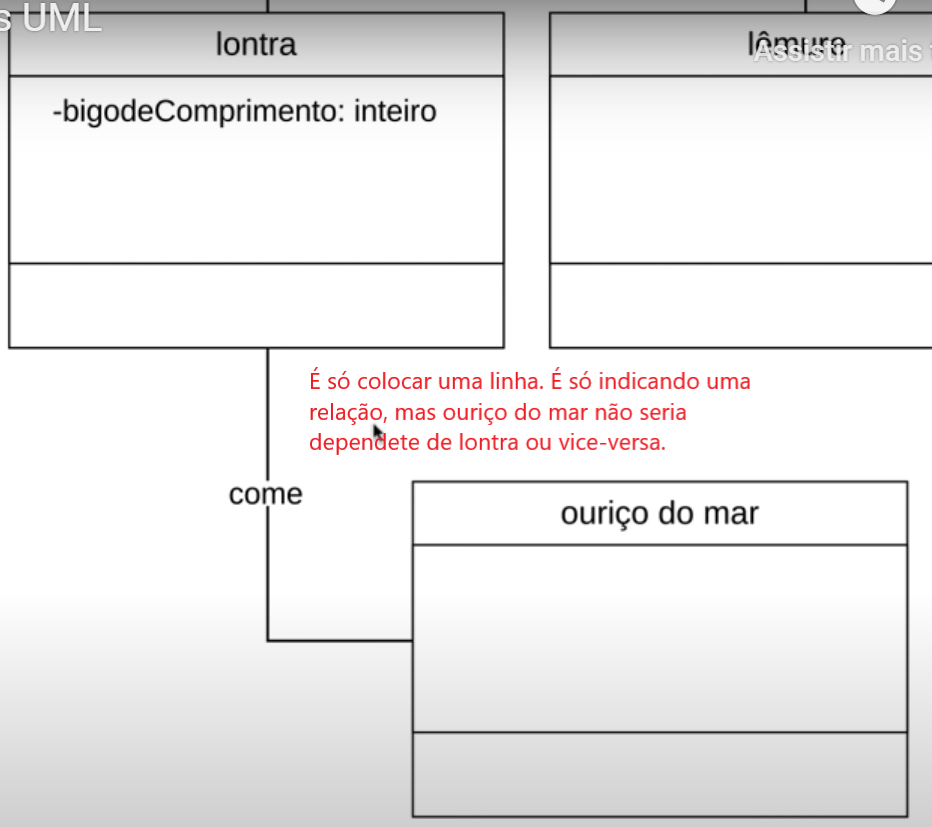 s UML
Assistir mais
lontra
lêmure
-bigodeComprimento: inteiro
É só colocar uma linha. É só indicando uma
relação, mas ouriço do mar não seria
dependete de lontra ou vice-versa.
come
ouriço do mar